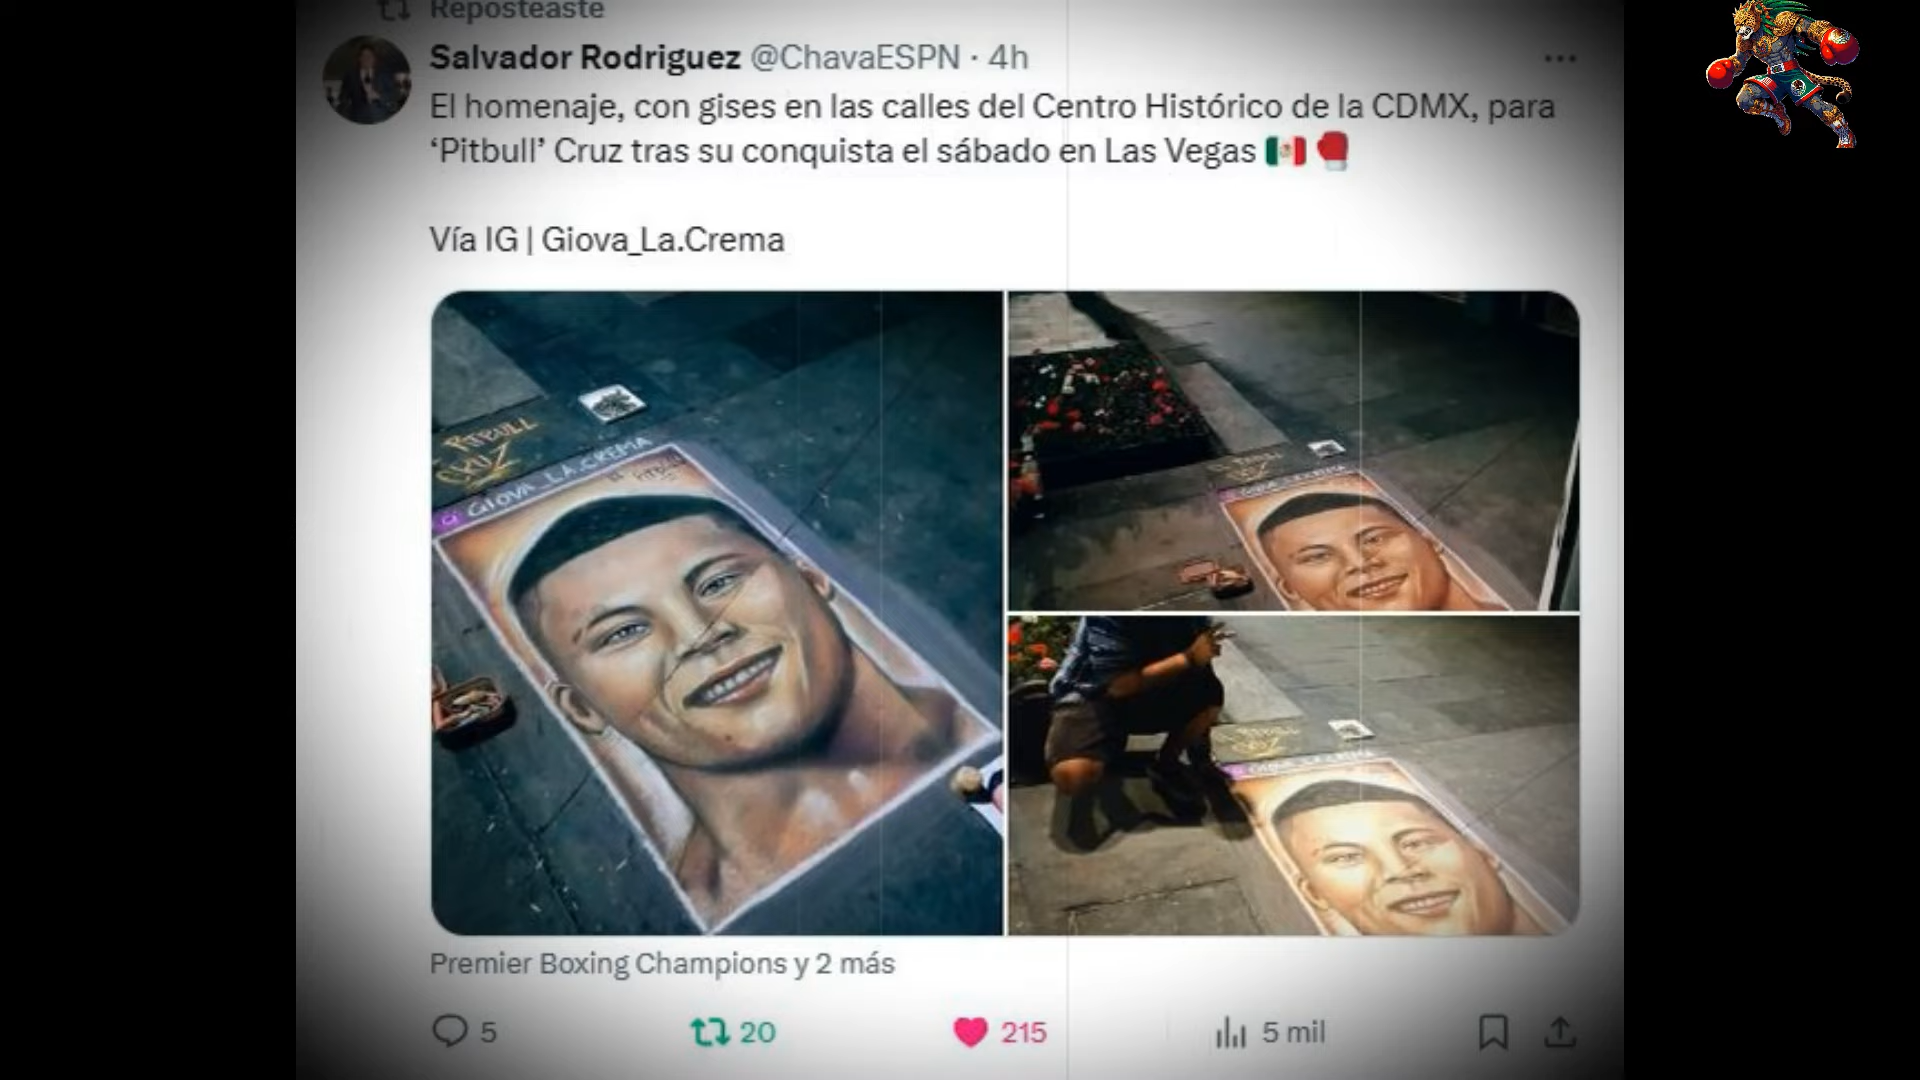 Reposteaste
Salvador Rodriguez @ChavaESPN · 4h
El homenaje, con gises en las calles del Centro Histórico de la CDMX, para
‘Pitbull’ Cruz tras su conquista el sábado en Las Vegas 🇲🇽🥊
Vía IG | Giova_La.Crema
PITBULL
CRUZ
GIOVA_LA.CREMA
Premier Boxing Champions y 2 más
5
20
215
5 mil